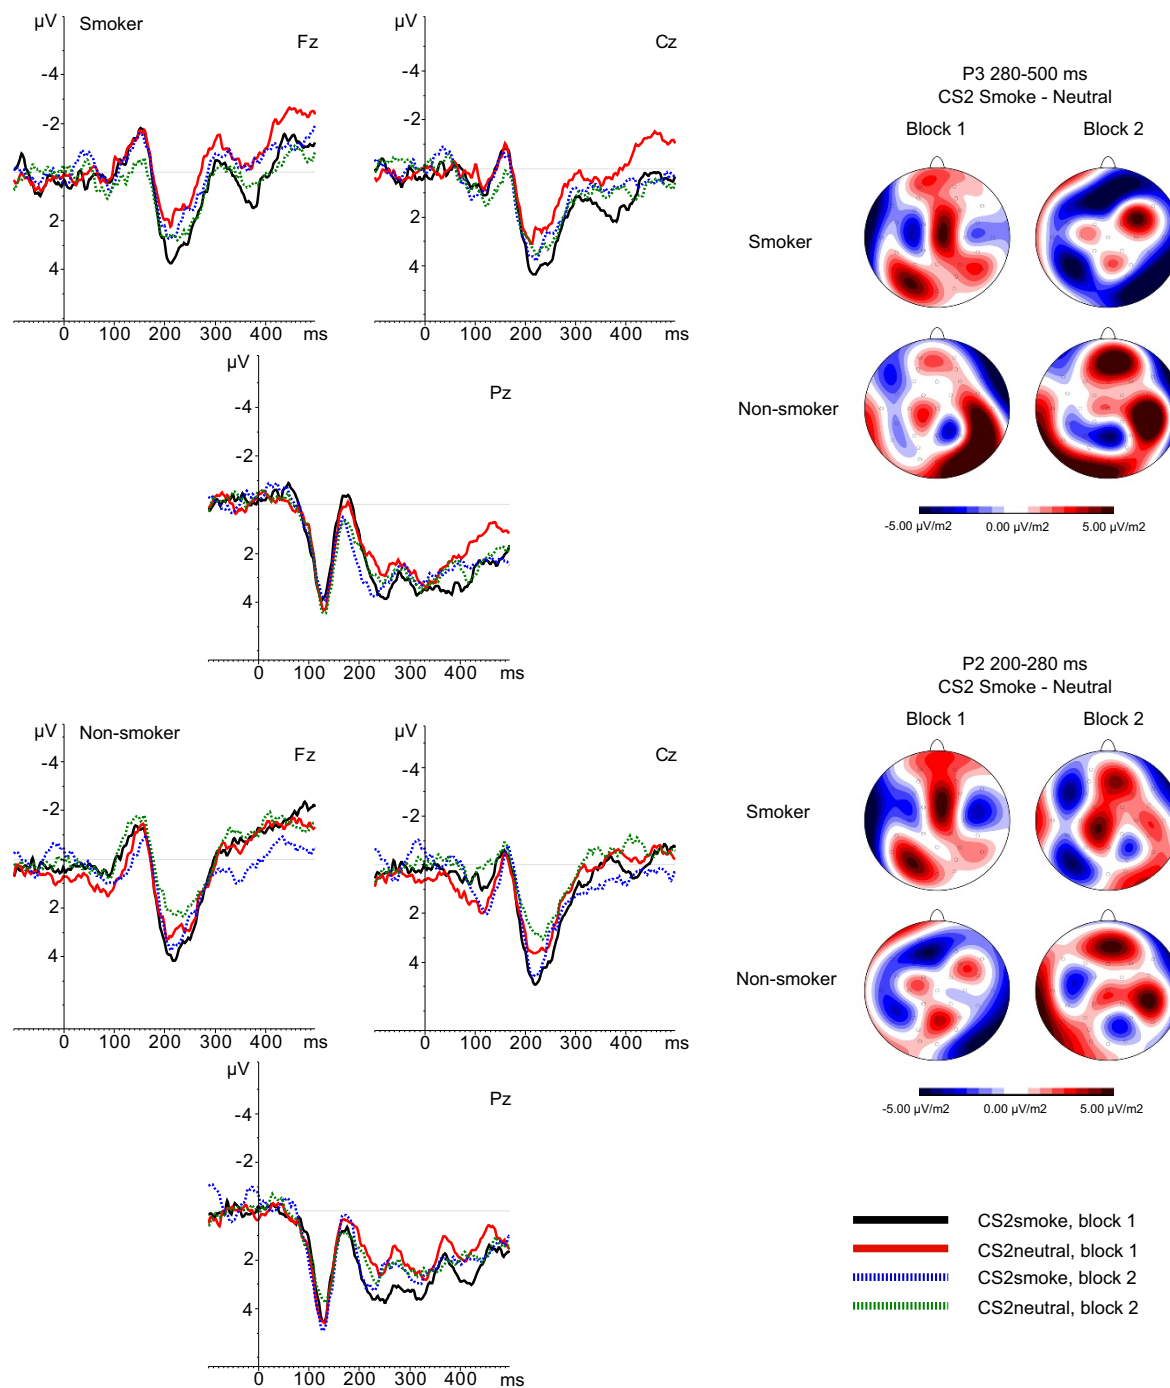 µV
Smoker
Fz
-4
-2
2
4
0 100 200 300 400 ms
µV
Cz
-4
-2
2
4
0 100 200 300 400 ms
µV
Pz
-4
-2
2
4
0 100 200 300 400 ms
P3 280-500 ms
CS2 Smoke - Neutral
Block 1 Block 2
Smoker
Non-smoker
-5.00 µV/m2 0.00 µV/m2 5.00 µV/m2
µV
Non-smoker
Fz
-4
-2
2
4
0 100 200 300 400 ms
µV
Cz
-4
-2
2
4
0 100 200 300 400 ms
µV
Pz
-4
-2
2
4
0 100 200 300 400 ms
P2 200-280 ms
CS2 Smoke - Neutral
Block 1 Block 2
Smoker
Non-smoker
-5.00 µV/m2 0.00 µV/m2 5.00 µV/m2
CS2smoke, block 1
CS2neutral, block 1
CS2smoke, block 2
CS2neutral, block 2